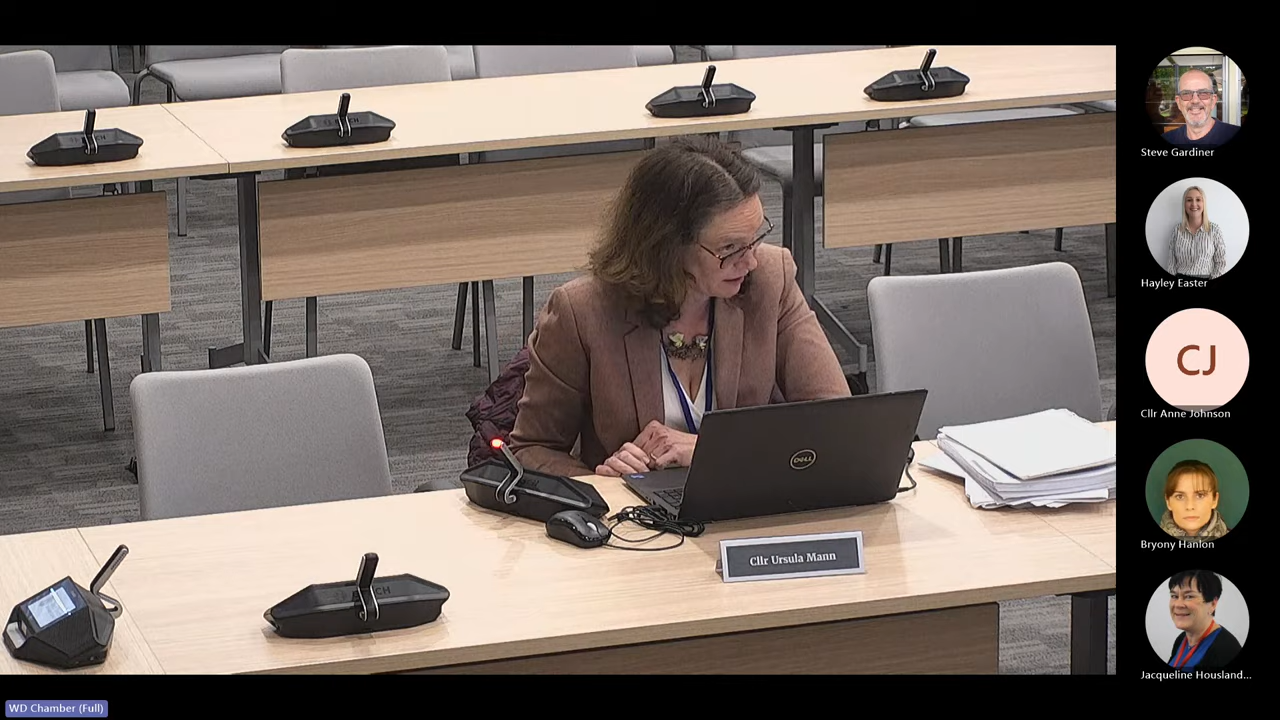 Steve Gardiner
Hayley Easter
CJ
Cllr Anne Johnson
Bryony Hanlon
Jacqueline Housland...
DELL
Cllr Ursula Mann
WD Chamber (Full)